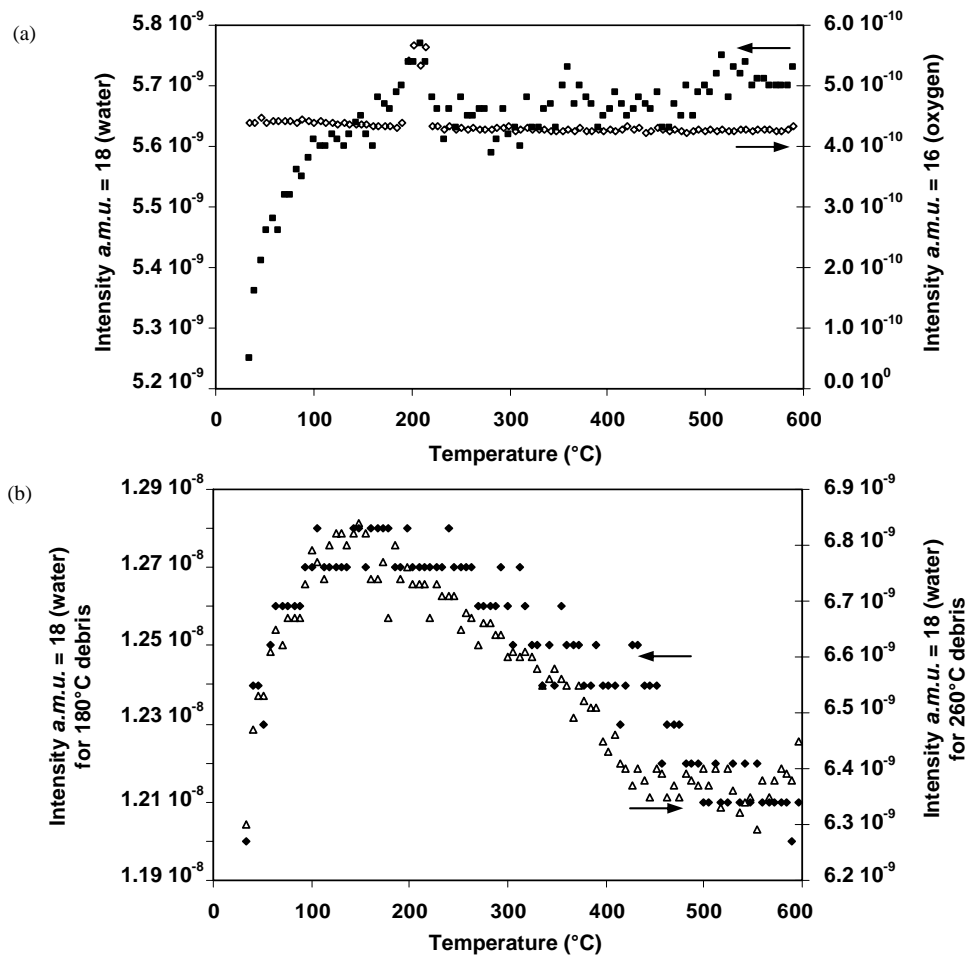 (a)
Intensity a.m.u. = 18 (water)
5.8 10⁻⁹
5.7 10⁻⁹
5.6 10⁻⁹
5.5 10⁻⁹
5.4 10⁻⁹
5.3 10⁻⁹
5.2 10⁻⁹
6.0 10⁻¹⁰
5.0 10⁻¹⁰
4.0 10⁻¹⁰
3.0 10⁻¹⁰
2.0 10⁻¹⁰
1.0 10⁻¹⁰
0.0 10⁰
Intensity a.m.u. = 16 (oxygen)
0 100 200 300 400 500 600
Temperature (°C)
(b)
Intensity a.m.u. = 18 (water)
for 180°C debris
1.29 10⁻⁸
1.27 10⁻⁸
1.25 10⁻⁸
1.23 10⁻⁸
1.21 10⁻⁸
1.19 10⁻⁸
6.9 10⁻⁹
6.8 10⁻⁹
6.7 10⁻⁹
6.6 10⁻⁹
6.5 10⁻⁹
6.4 10⁻⁹
6.3 10⁻⁹
6.2 10⁻⁹
Intensity a.m.u. = 18 (water)
for 260°C debris
0 100 200 300 400 500 600
Temperature (°C)